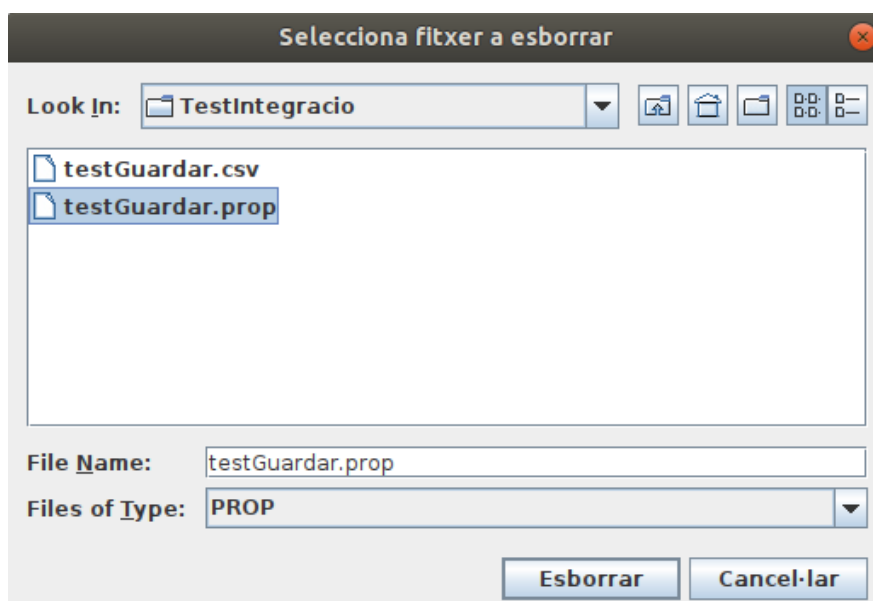 Selecciona fitxer a esborrar
Look In: TestIntegracio
testGuardar.csv
testGuardar.prop
File Name: testGuardar.prop
Files of Type: PROP
Esborrar Cancel·lar